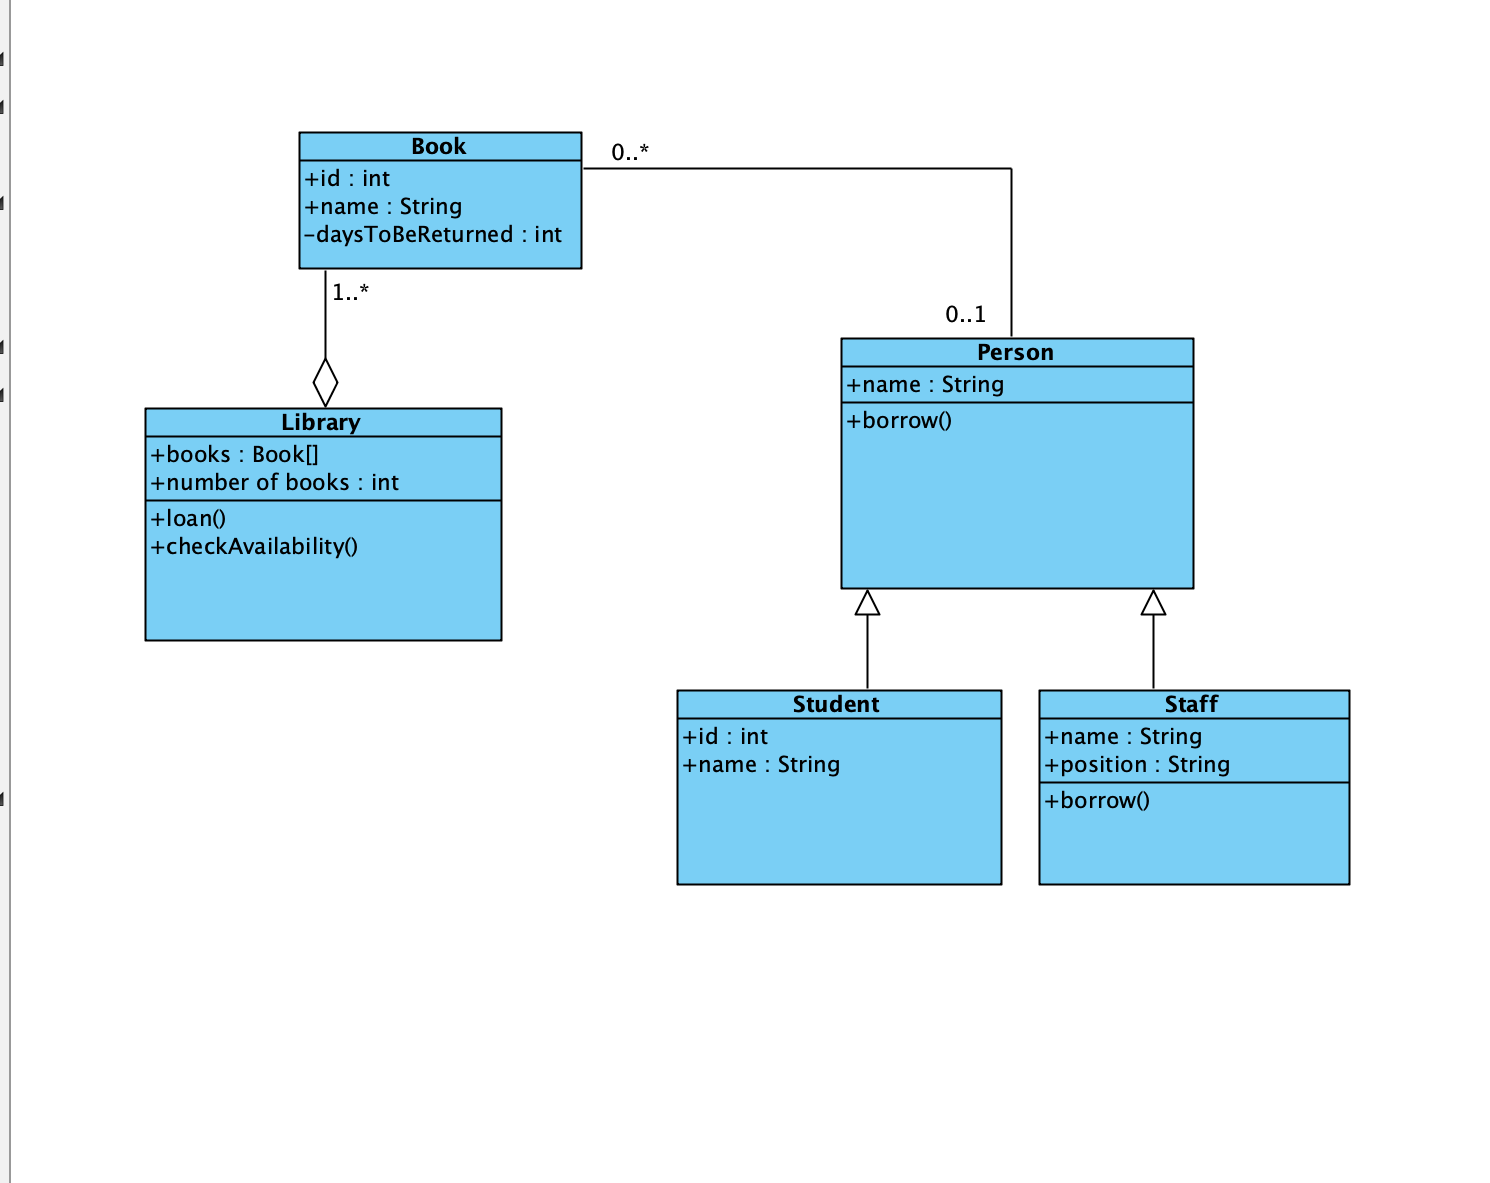 Book
+id : int
+name : String
-daysToBeReturned : int
0..*
1..*
0..1
Library
+books : Book[]
+number of books : int
+loan()
+checkAvailability()
Person
+name : String
+borrow()
Student
+id : int
+name : String
Staff
+name : String
+position : String
+borrow()